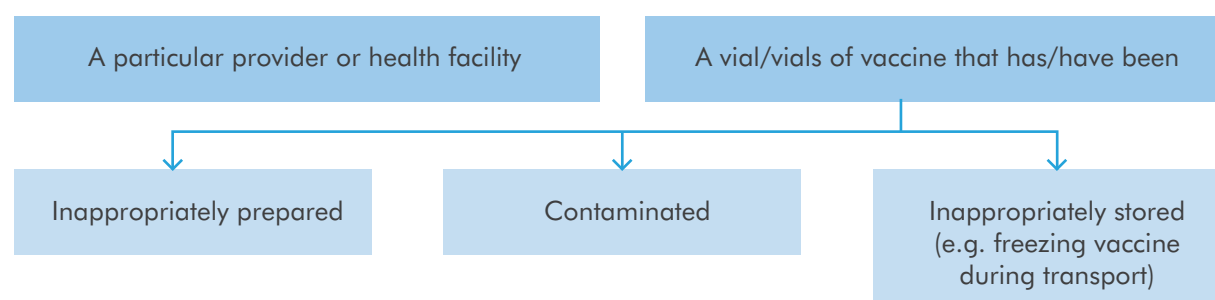 A particular provider or health facility
A vial/vials of vaccine that has/have been
Inappropriately prepared
Contaminated
Inappropriately stored
(e.g. freezing vaccine
during transport)